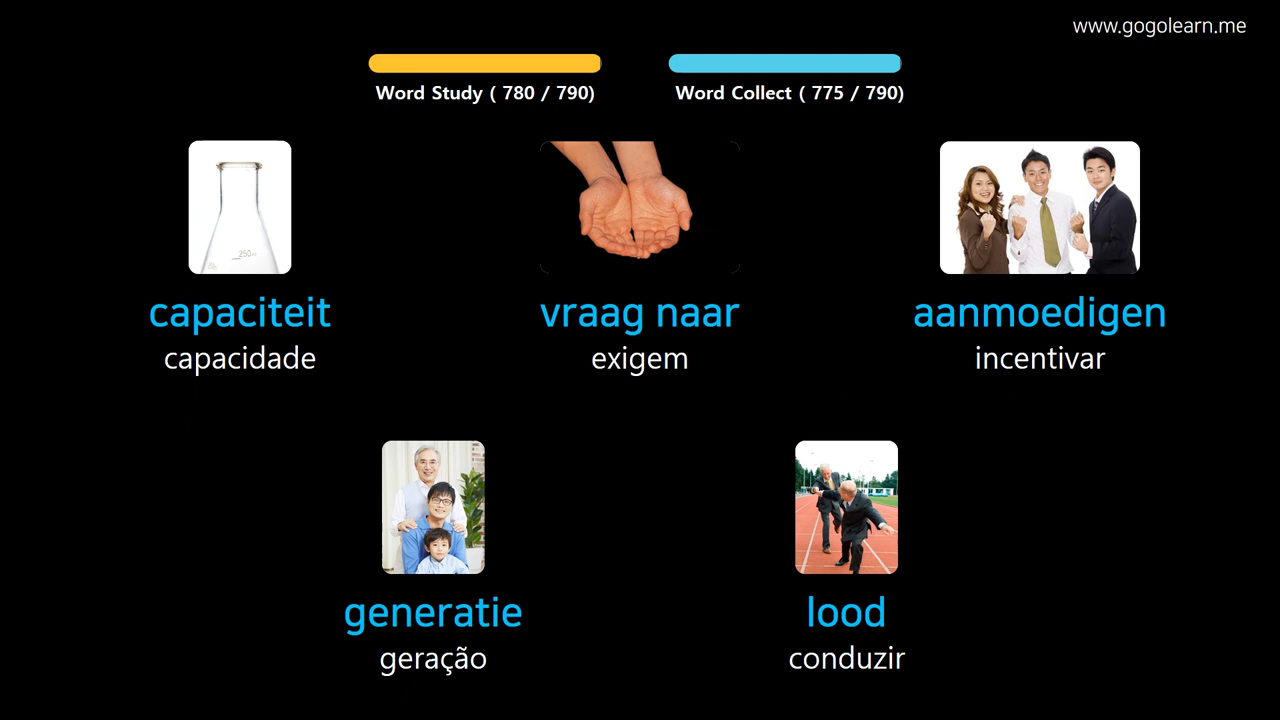 www.gogolearn.me
Word Study ( 780 / 790)
Word Collect ( 775 / 790)
250
capaciteit
vraag naar
aanmoedigen
capacidade
exigem
incentivar
generatie
lood
geração
conduzir